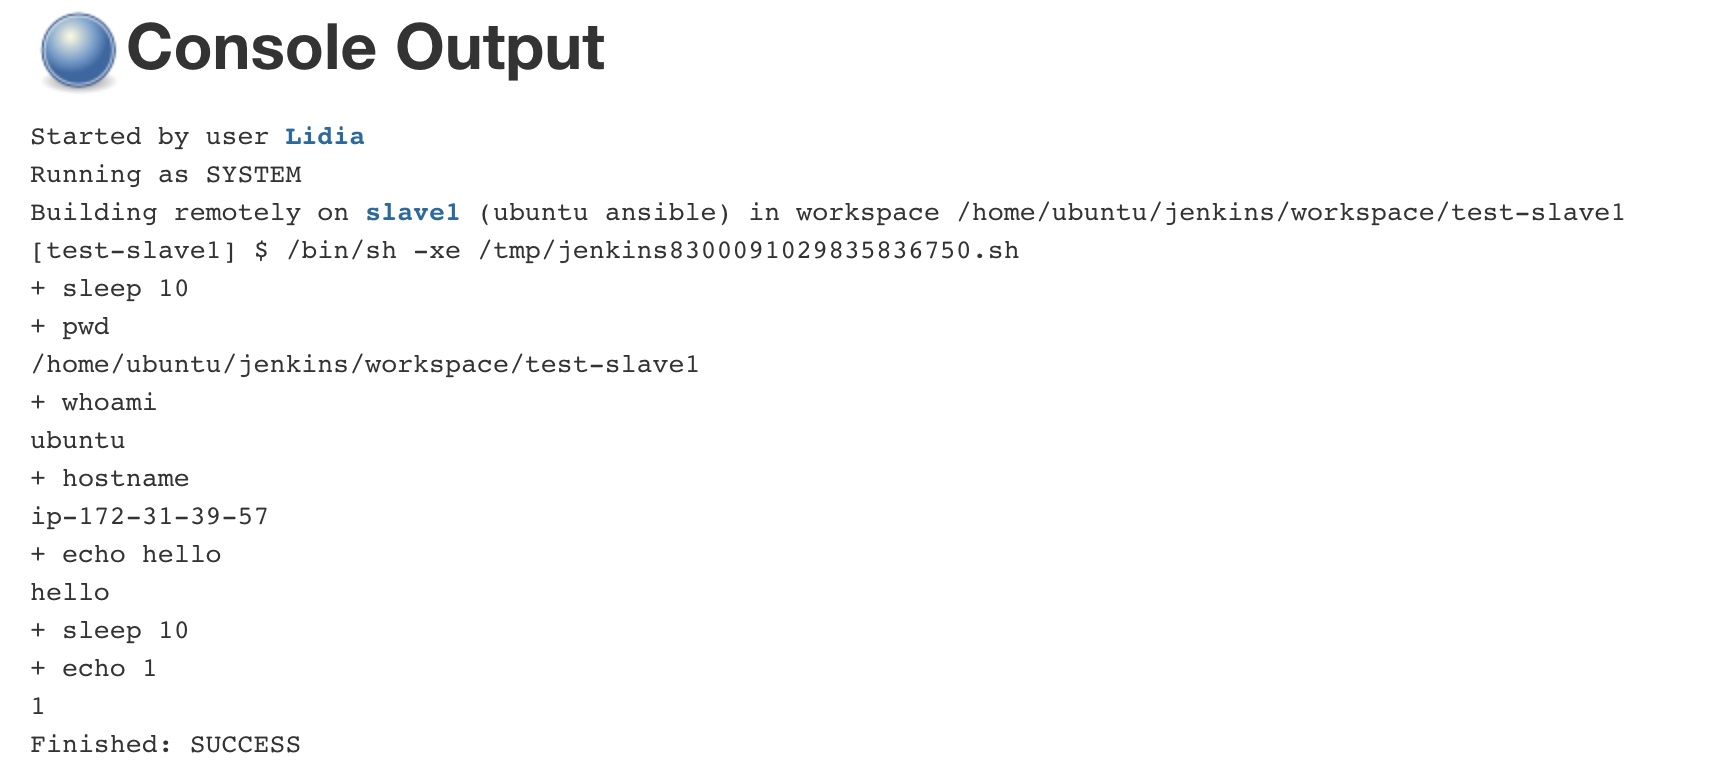 Console Output
Started by user Lidia
Running as SYSTEM
Building remotely on slave1 (ubuntu ansible) in workspace /home/ubuntu/jenkins/workspace/test-slave1
[test-slave1] $ /bin/sh -xe /tmp/jenkins8300091029835836750.sh
+ sleep 10
+ pwd
/home/ubuntu/jenkins/workspace/test-slave1
+ whoami
ubuntu
+ hostname
ip-172-31-39-57
+ echo hello
hello
+ sleep 10
+ echo 1
1
Finished: SUCCESS